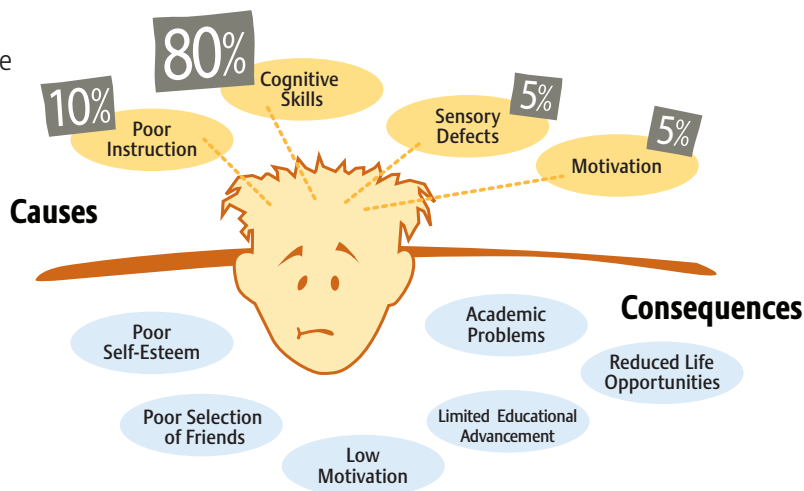 e
80%
Cognitive
Skills
10%
Poor
Instruction
5%
Sensory
Defects
5%
Motivation
Causes
Consequences
Poor
Self-Esteem
Academic
Problems
Reduced Life
Opportunities
Poor Selection
of Friends
Limited Educational
Advancement
Low
Motivation